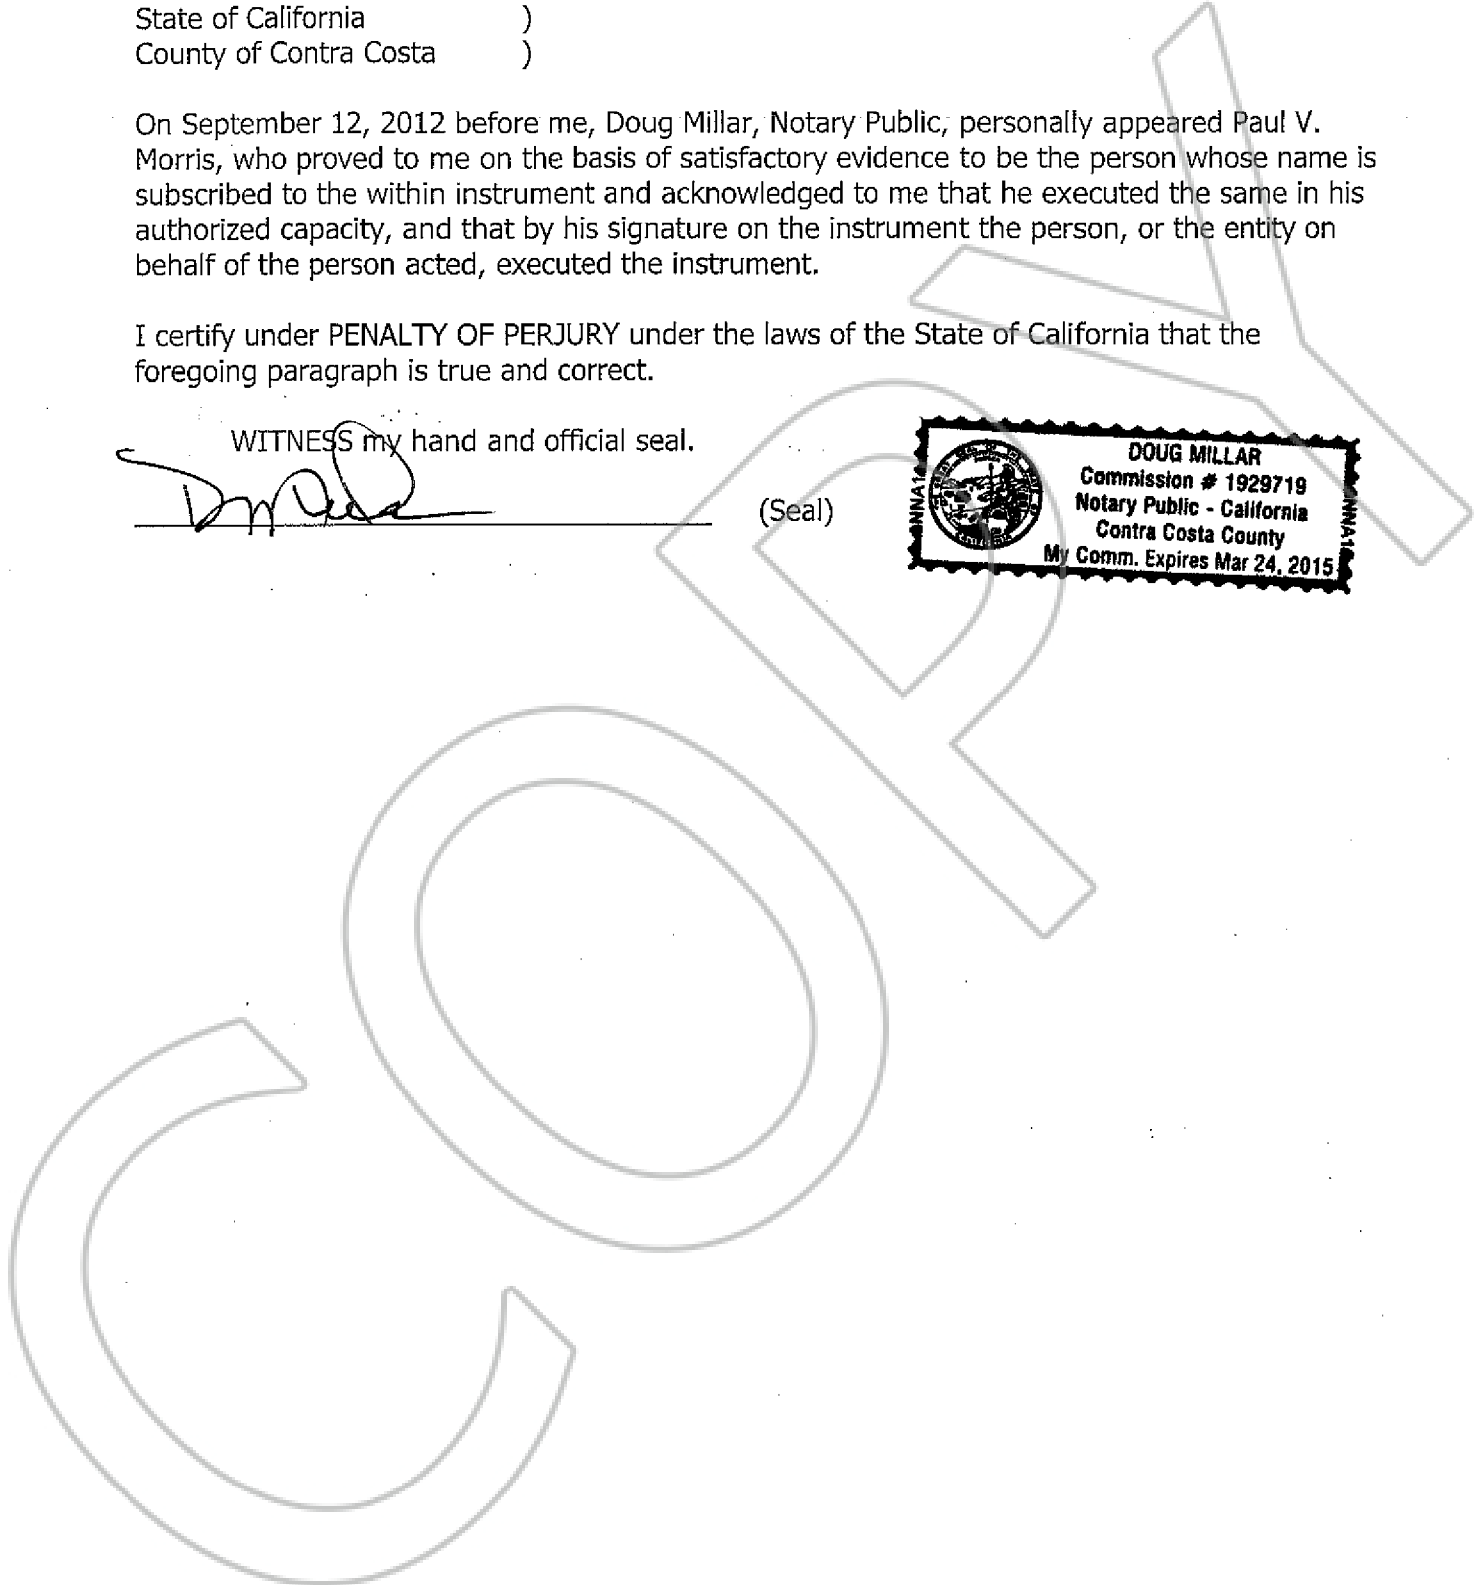 State of California )
County of Contra Costa )
On September 12, 2012 before me, Doug Millar, Notary Public, personally appeared Paul V.
Morris, who proved to me on the basis of satisfactory evidence to be the person whose name is
subscribed to the within instrument and acknowledged to me that he executed the same in his
authorized capacity, and that by his signature on the instrument the person, or the entity on
behalf of the person acted, executed the instrument.
I certify under PENALTY OF PERJURY under the laws of the State of California that the
foregoing paragraph is true and correct.
WITNESS my hand and official seal.
(Seal)
DOUG MILLAR
Commission # 1929719
Notary Public - California
Contra Costa County
My Comm. Expires Mar 24, 2015
COPY